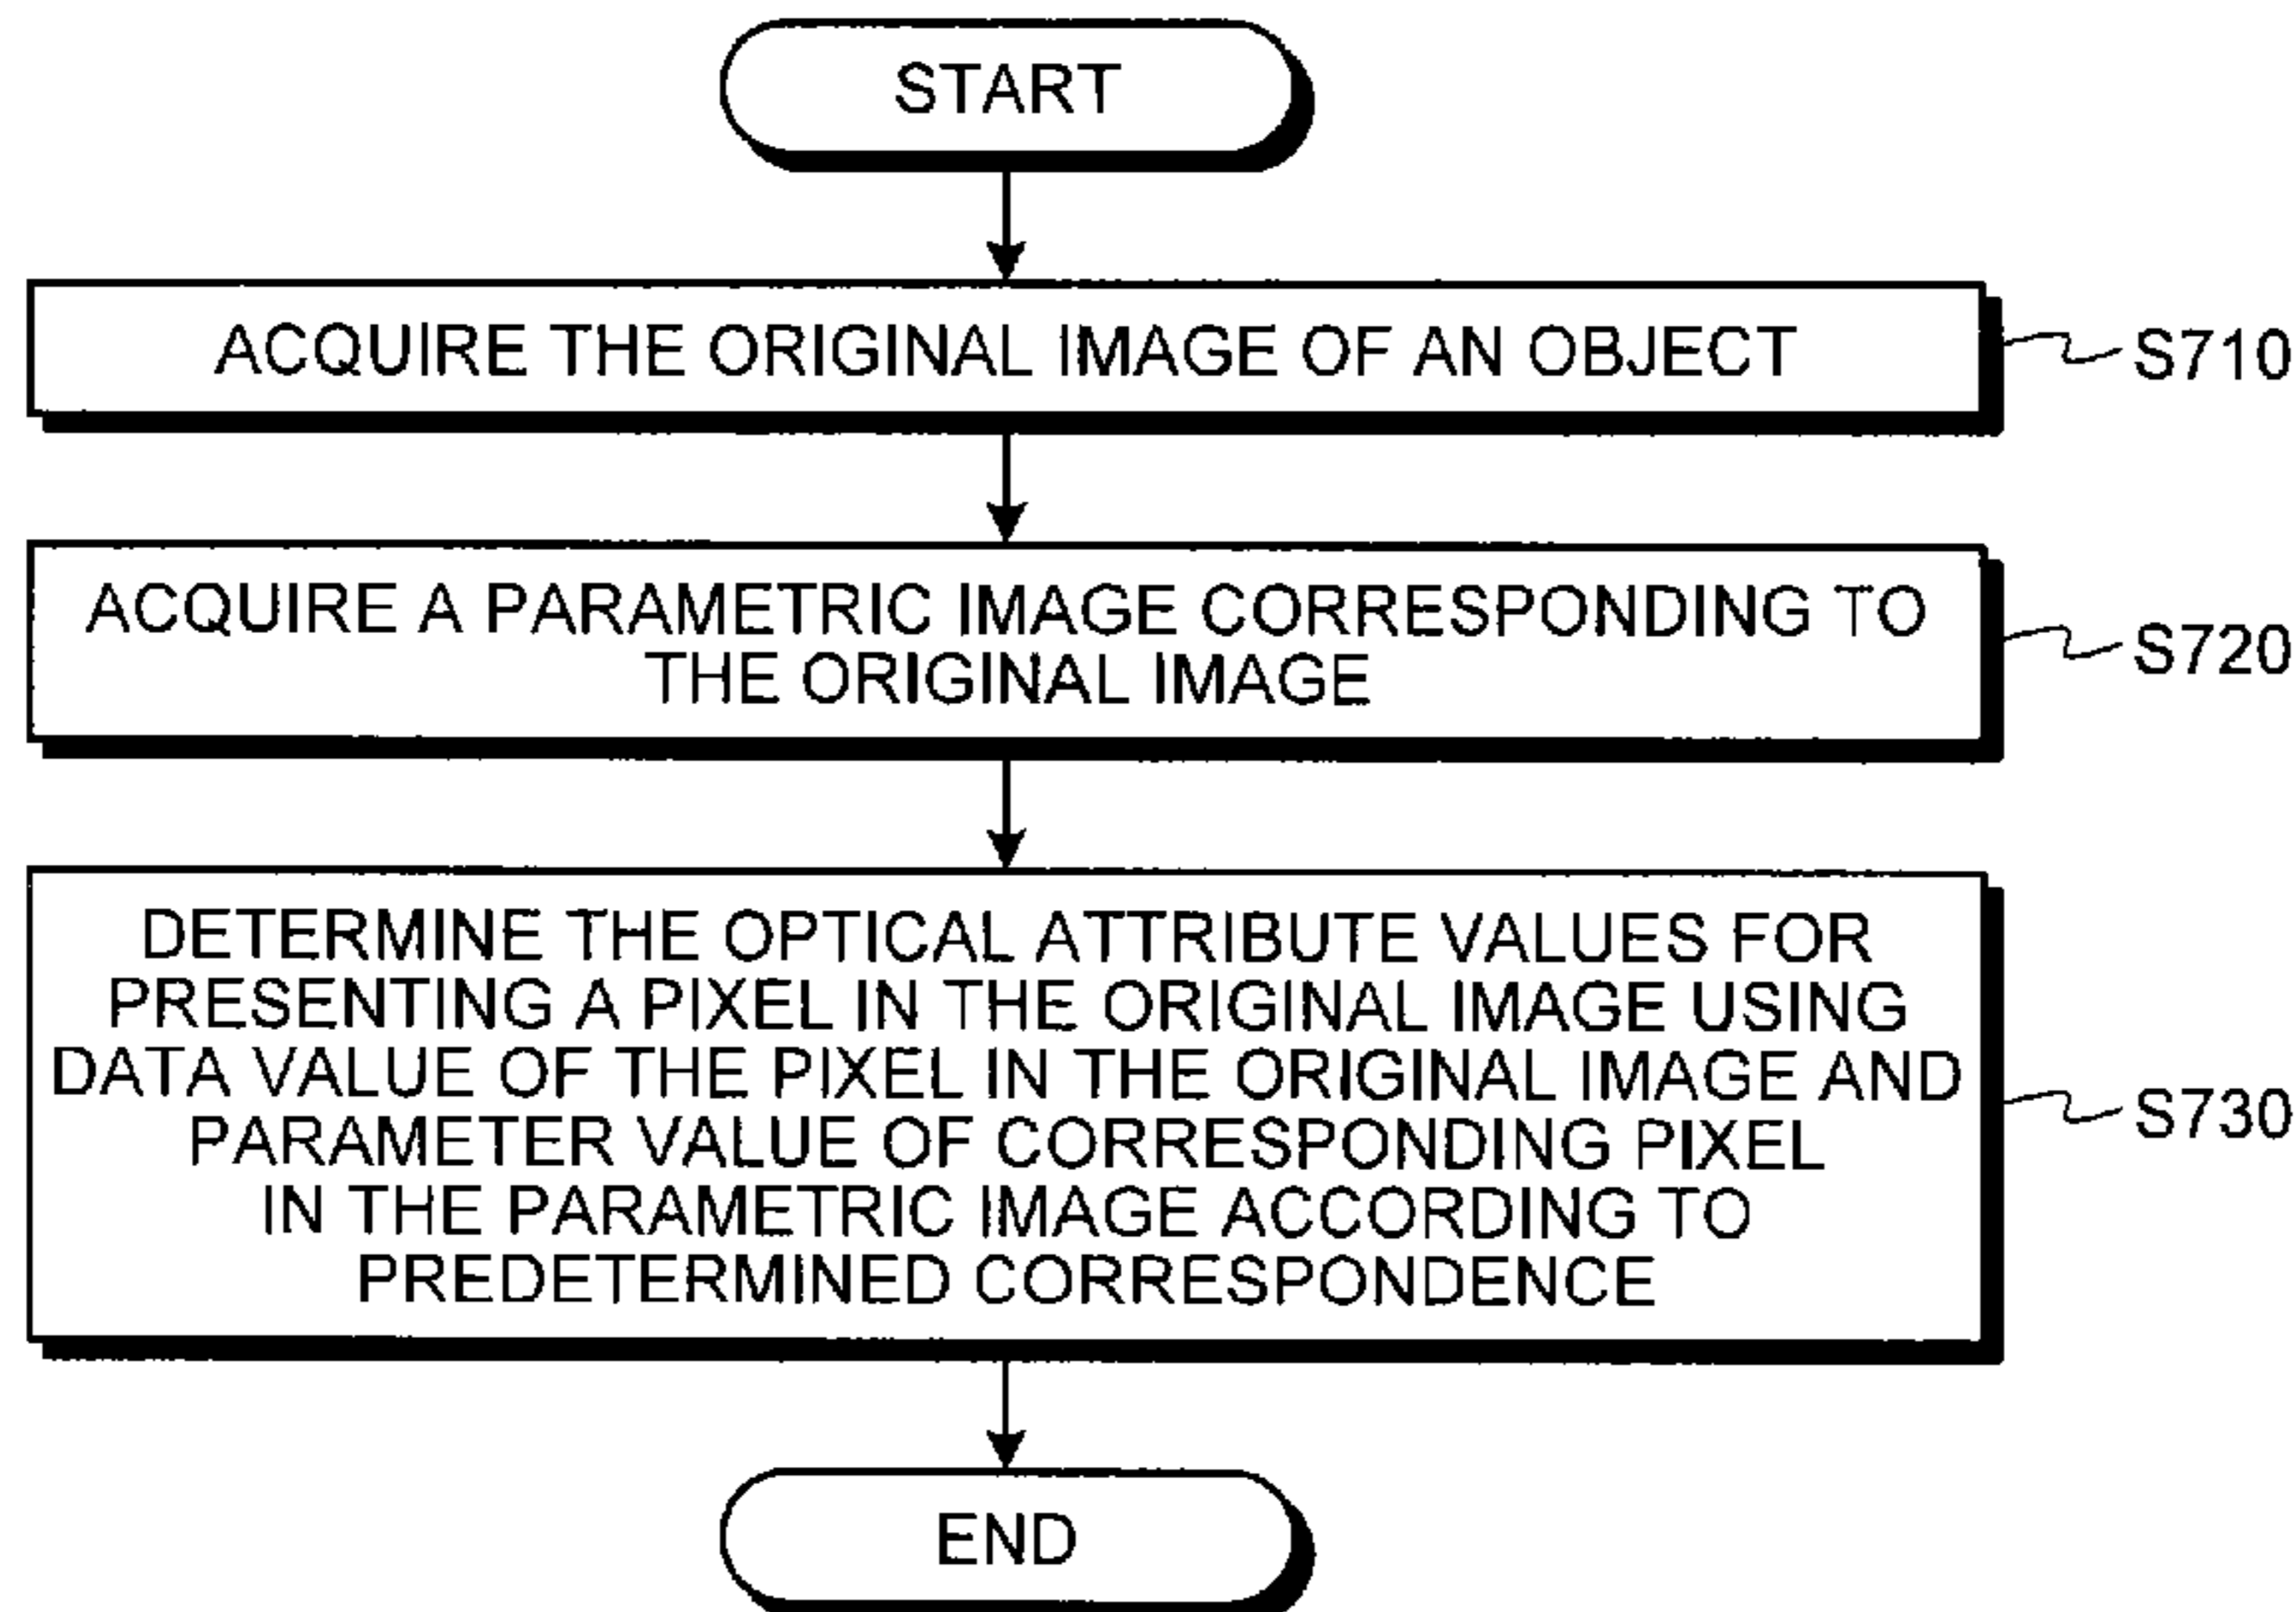 START
ACQUIRE THE ORIGINAL IMAGE OF AN OBJECT
S710
ACQUIRE A PARAMETRIC IMAGE CORRESPONDING TO
THE ORIGINAL IMAGE
S720
DETERMINE THE OPTICAL ATTRIBUTE VALUES FOR
PRESENTING A PIXEL IN THE ORIGINAL IMAGE USING
DATA VALUE OF THE PIXEL IN THE ORIGINAL IMAGE AND
PARAMETER VALUE OF CORRESPONDING PIXEL
IN THE PARAMETRIC IMAGE ACCORDING TO
PREDETERMINED CORRESPONDENCE
S730
END